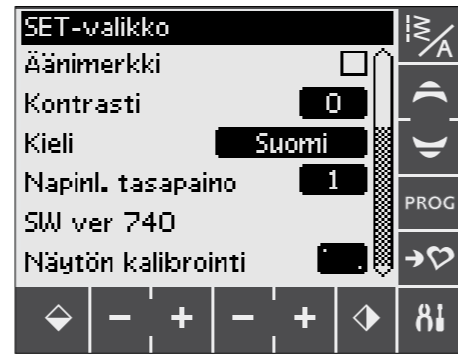 SET-valikko
Äänimerkki
Kontrasti 0
Kieli Suomi
Napinl. tasapaino 1
SW ver 740
Näytön kalibrointi
A
PROG